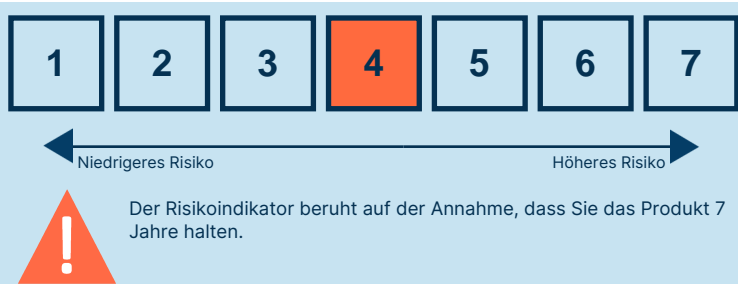 1 2 3 4 5 6 7
Niedrigeres Risiko Höheres Risiko
!
Der Risikoindikator beruht auf der Annahme, dass Sie das Produkt 7
Jahre halten.